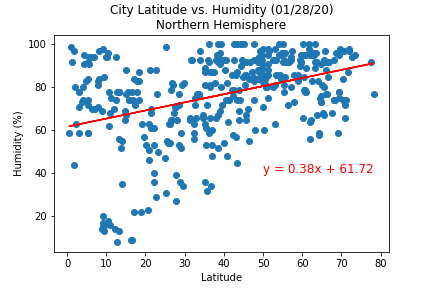 City Latitude vs. Humidity (01/28/20)
Northern Hemisphere
100
80
60
40
20
Humidity (%)
y = 0.38x + 61.72
0 10 20 30 40 50 60 70 80
Latitude